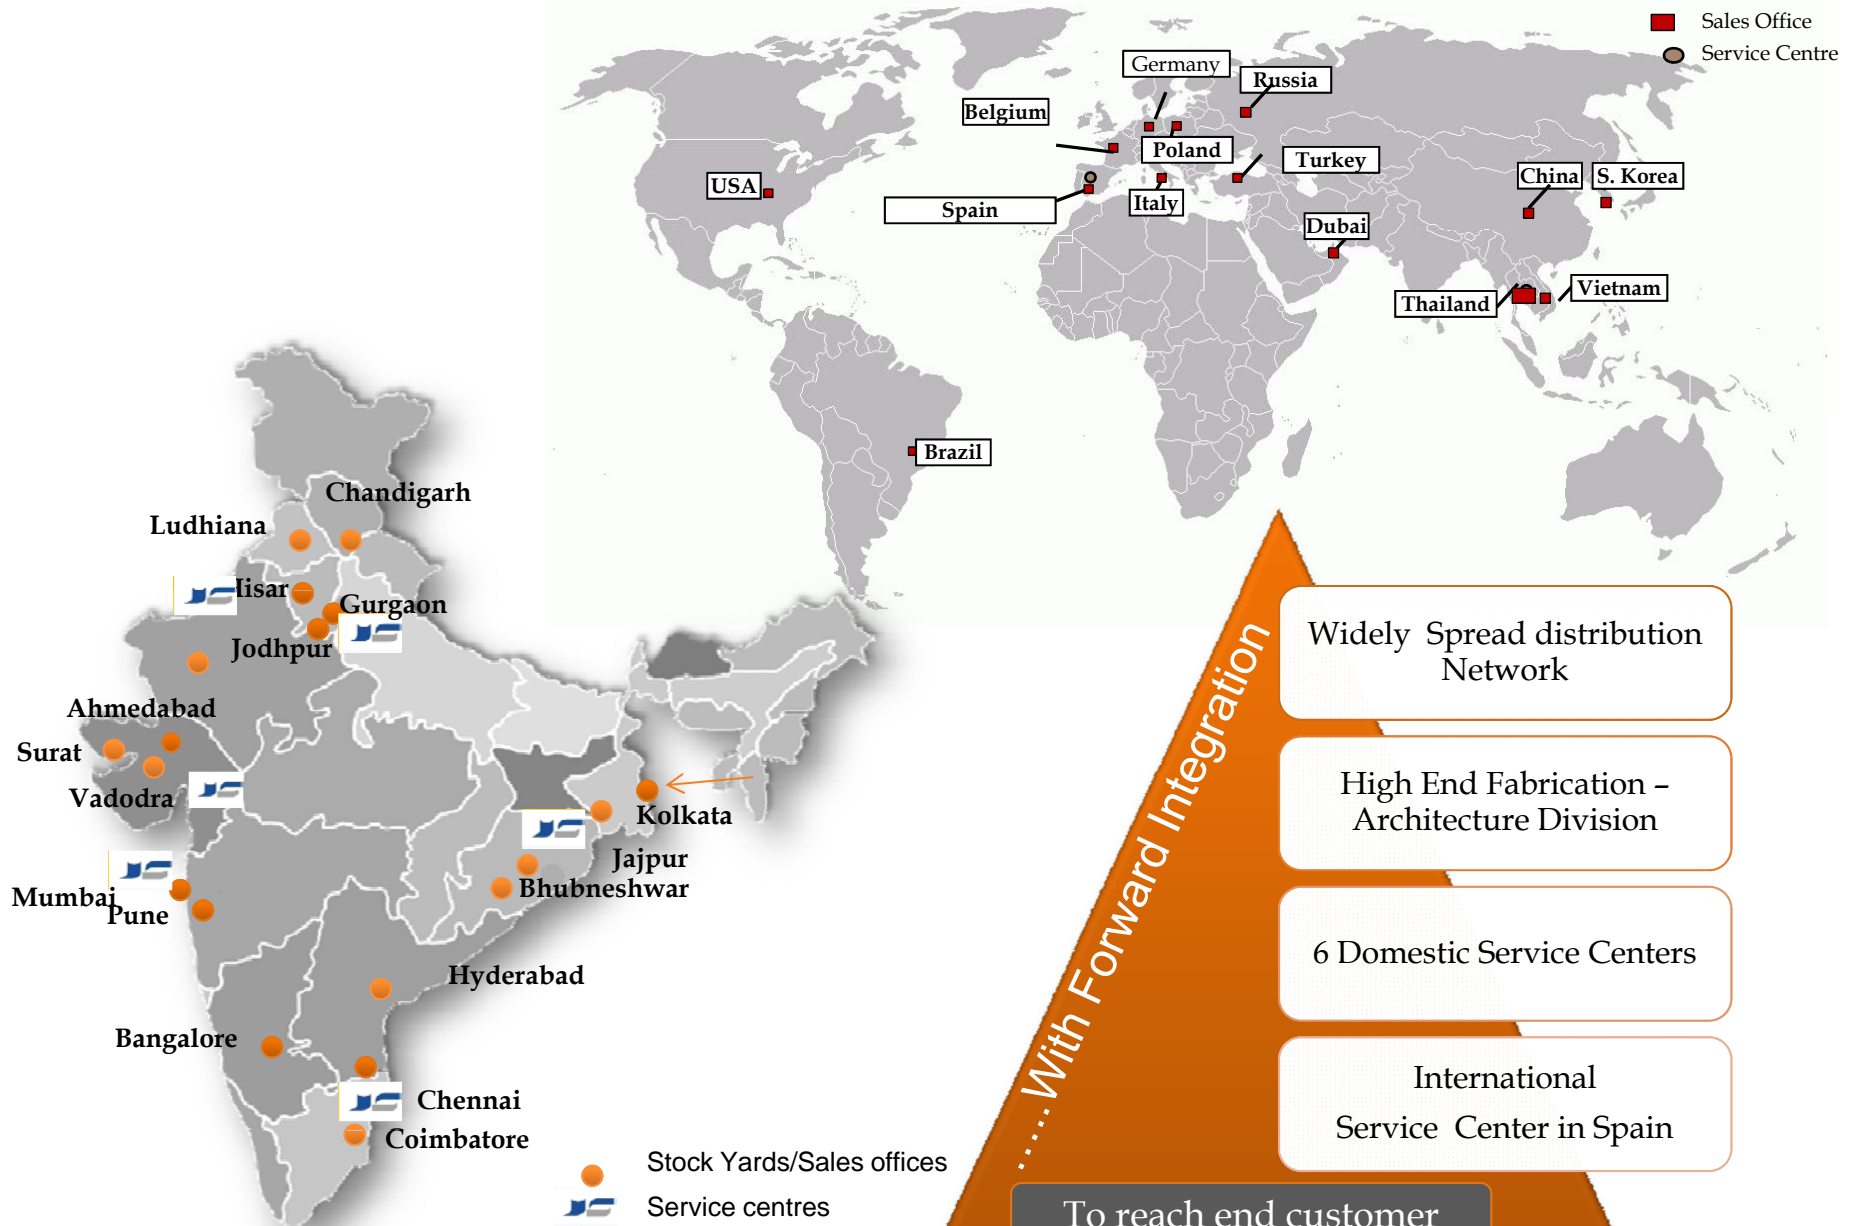 Sales Office
Service Centre
Germany
Russia
Belgium
Poland
Turkey
USA
China
S. Korea
Spain
Italy
Dubai
Thailand
Vietnam
Brazil
Chandigarh
Ludhiana
Gurgaon
Jodhpur
Ahmedabad
Surat
Vadodra
Kolkata
Jajpur
Bhubneshwar
Mumbai
Pune
Hyderabad
Bangalore
Chennai
Coimbatore
Stock Yards/Sales offices
Service centres
.....With Forward Integration
Widely Spread distribution
Network
High End Fabrication –
Architecture Division
6 Domestic Service Centers
International
Service Center in Spain
To reach end customer